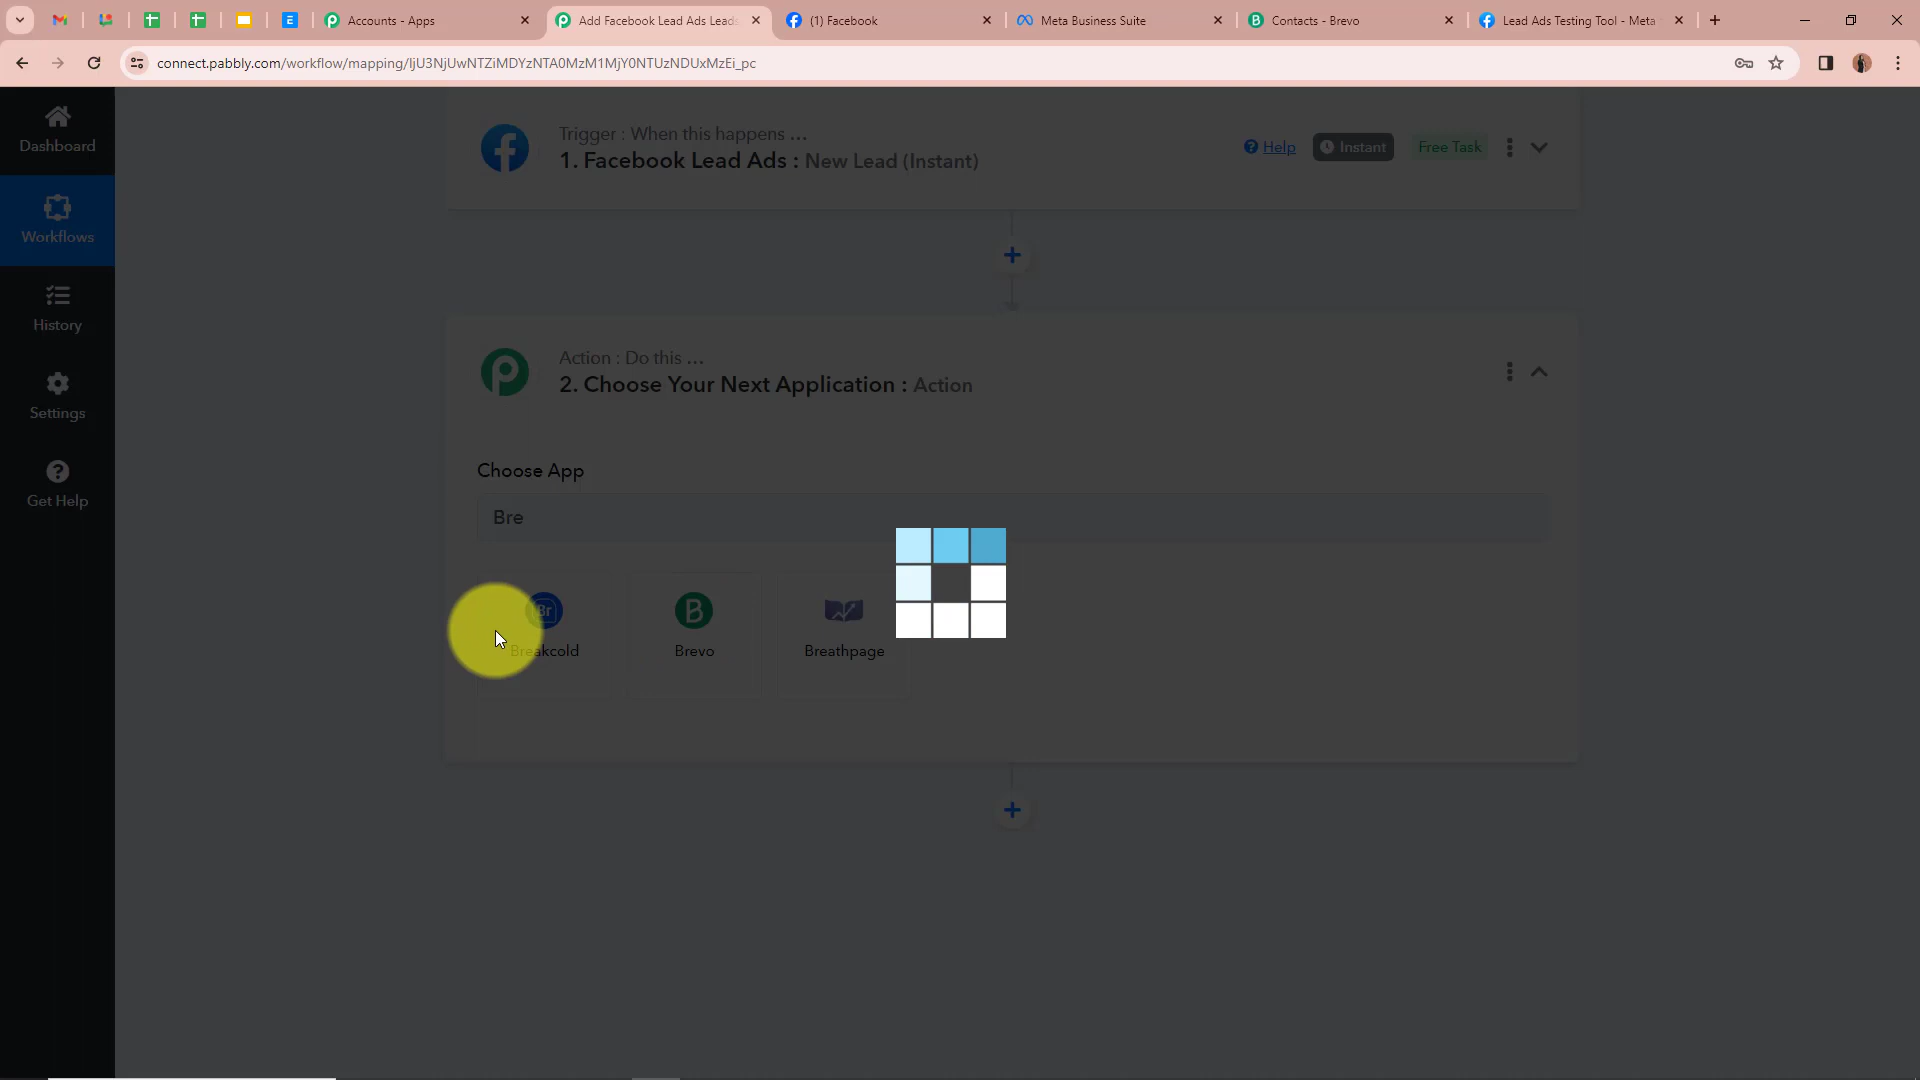 Accounts - Apps
Add Facebook Lead Ads Leads
(1) Facebook
Meta Business Suite
Contacts - Brevo
Lead Ads Testing Tool - Meta
connect.pabbly.com/workflow/mapping/IjU3NjUwNTZiMDYzNTA0MzM1MjY0NTUzNDUxMzEi_pc
Dashboard
Workflows
History
Settings
Get Help
Trigger : When this happens ...
1. Facebook Lead Ads : New Lead (Instant)
Help
Instant
Free Task
Action : Do this ...
2. Choose Your Next Application : Action
Choose App
Bre
Br
Breakcold
B
Brevo
Breathpage